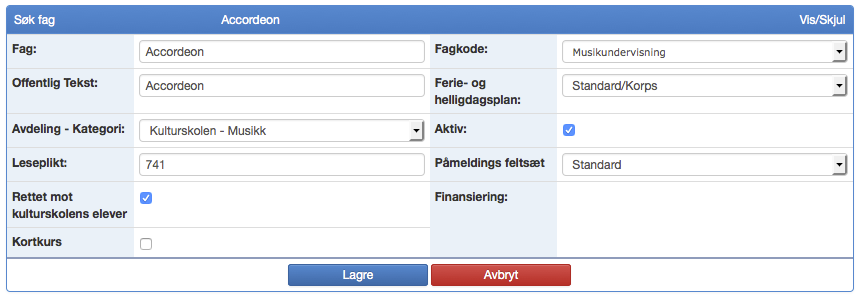 Søk fag Accordeon Vis/Skjul
Fag: Accordeon Fagkode: Musikundervisning
Offentlig Tekst: Accordeon Ferie- og helligdagsplan: Standard/Korps
Avdeling - Kategori: Kulturskolen - Musikk Aktiv:
Leseplikt: 741 Påmeldings feltsæt Standard
Rettet mot
kulturskolens elever
Finansiering:
Kortkurs
Lagre Avbryt